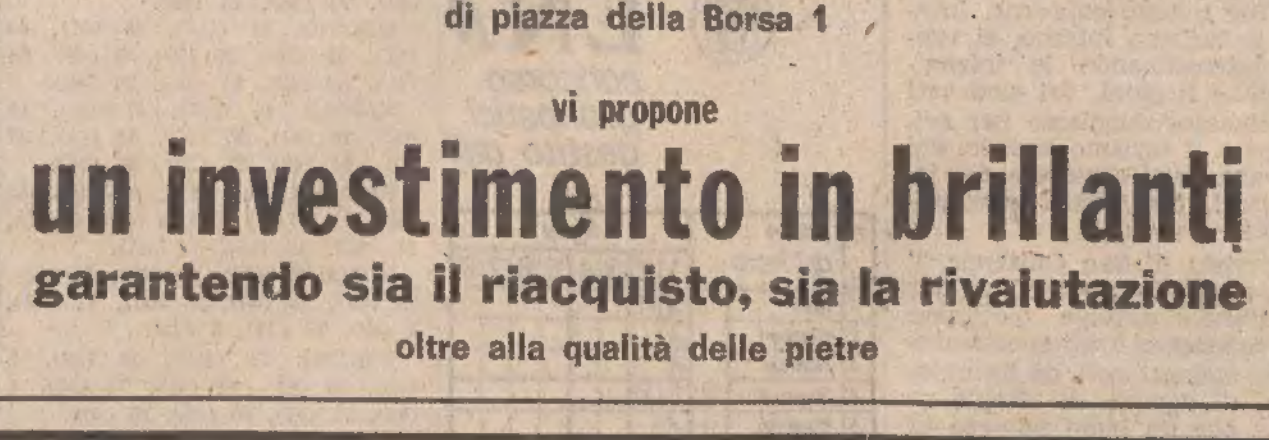 di piazza della Borsa 1
vi propone
un investimento in brillanti
garantendo sia il riacquisto, sia la rivalutazione
oltre alla qualità delle pietre